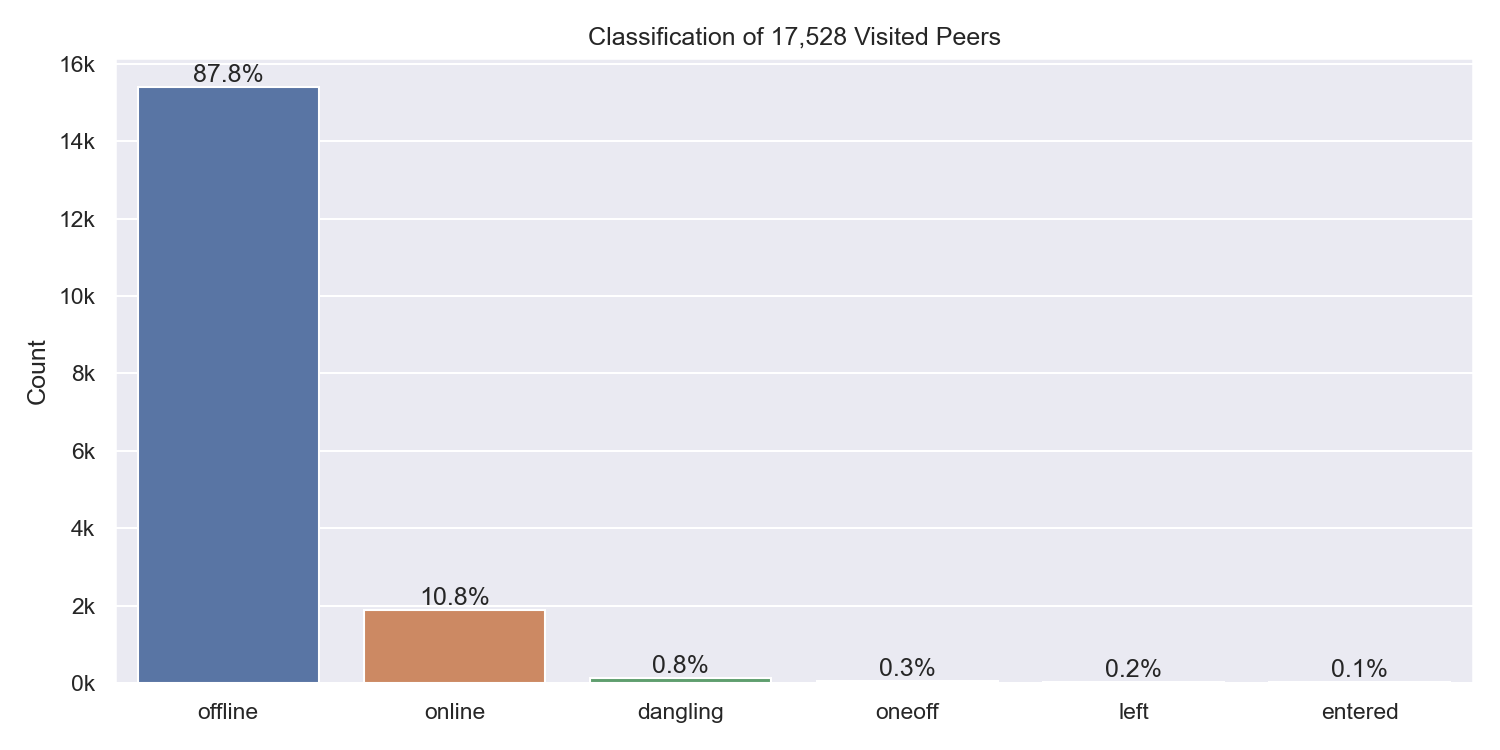 Classification of 17,528 Visited Peers
Count
16k
14k
12k
10k
8k
6k
4k
2k
0k
87.8%
10.8%
0.8%
0.3%
0.2%
0.1%
offline
online
dangling
oneoff
left
entered